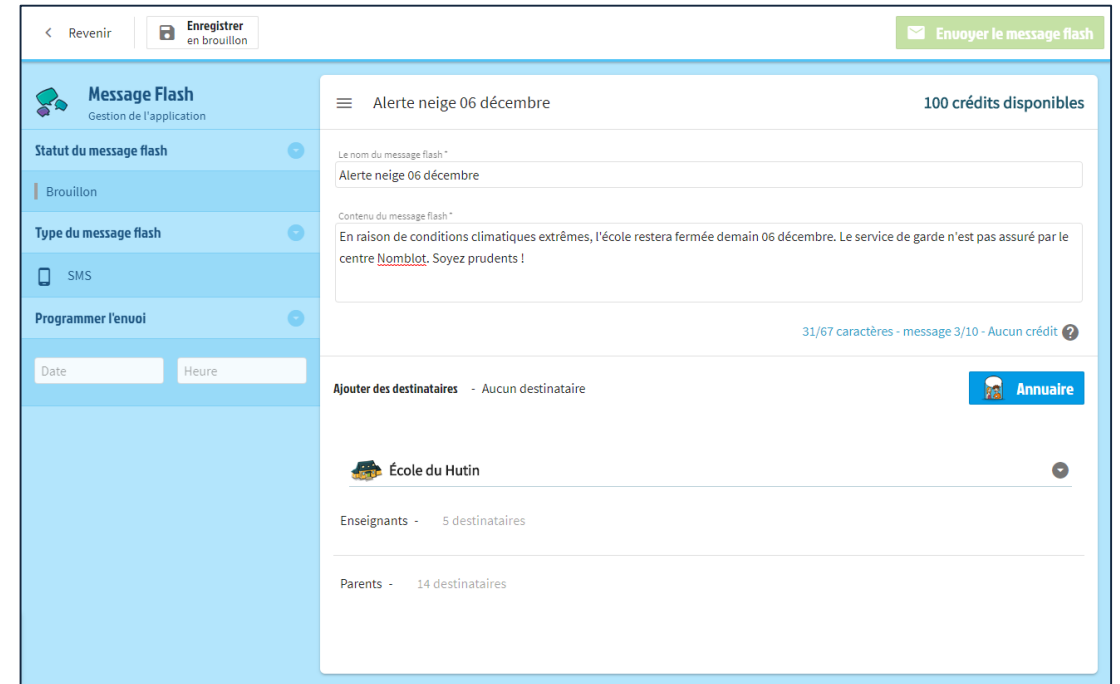 Revenir
Enregistrer
en brouillon
Envoyer le message flash
Message Flash
Gestion de l'application
Statut du message flash
Brouillon
Type du message flash
SMS
Programmer l'envoi
Date
Heure
Alerte neige 06 décembre
100 crédits disponibles
Le nom du message flash *
Alerte neige 06 décembre
Contenu du message flash *
En raison de conditions climatiques extrêmes, l'école restera fermée demain 06 décembre. Le service de garde n'est pas assuré par le
centre Nomblot. Soyez prudents !
31/67 caractères - message 3/10 - Aucun crédit ?
Ajouter des destinataires - Aucun destinataire
Annuaire
École du Hutin
Enseignants - 5 destinataires
Parents - 14 destinataires